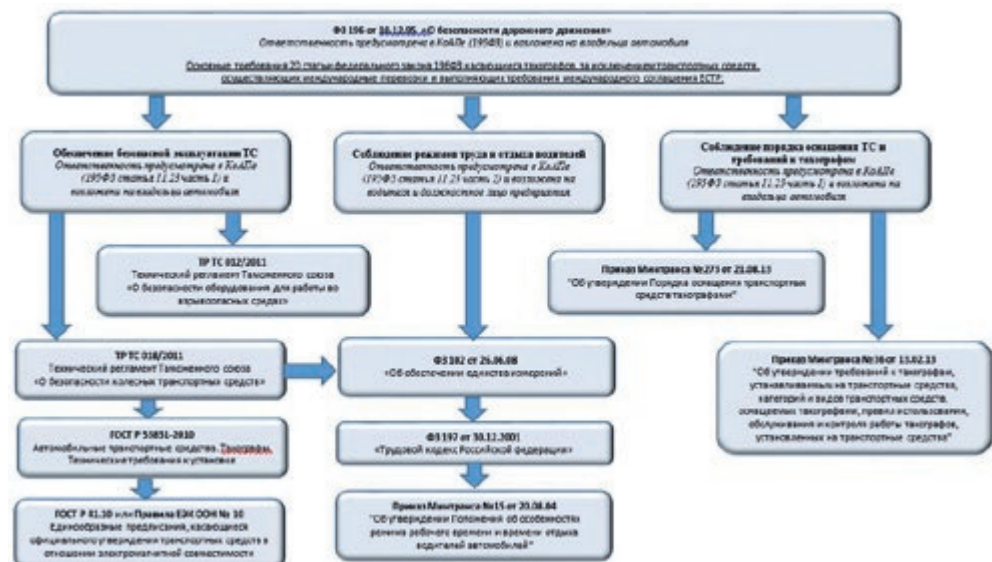 ФЗ 196 от 10.12.95 «О безопасности дорожного движения»
Ответственность предусмотрена в КоАПе (195ФЗ) и возложена на владельца автомобиля
Основные требования 20 статьи федерального закона 196ФЗ касающиеся тахографов, за исключением транспортных средств,
осуществляющих международные перевозки и выполняющих требования международного соглашения ЕСТР:
Обеспечение безопасной эксплуатации ТС
Ответственность предусмотрена в КоАПе
(195ФЗ статья 11.23 часть 1) и
возложена на владельца автомобиля
Соблюдение режима труда и отдыха водителей
Ответственность предусмотрена в КоАПе
(195ФЗ статья 11.23 часть 2) и возложена на
водителя и должностное лицо предприятия
Соблюдение порядка оснащения ТС и
требований к тахографам
Ответственность предусмотрена в КоАПе
(195ФЗ статья 11.23 часть 1) и возложена на
владельца автомобиля
ТР ТС 012/2011
Технический регламент Таможенного союза
«О безопасности оборудования для работы во
взрывоопасных средах»
Приказ Минтранса №273 от 21.08.13
"Об утверждении Порядка оснащения транспортных
средств тахографами"
ТР ТС 018/2011
Технический регламент Таможенного союза
«О безопасности колесных транспортных средств»
ФЗ 102 от 26.06.08
«Об обеспечении единства измерений»
Приказ Минтранса №36 от 13.02.13
"Об утверждении требований к тахографам,
устанавливаемым на транспортные средства,
категорий и видов транспортных средств,
оснащаемых тахографами, правил использования,
обслуживания и контроля работы тахографов,
установленных на транспортные средства"
ГОСТ Р
Автомобильные транспортные средства. Тахографы.
Технические требования к установке
ФЗ 197 от 30.12.2001
«Трудовой кодекс Российской федерации»
ГОСТ Р 41.10 или Правила ЕЭК ООН № 10
Единообразные предписания, касающиеся
официального утверждения транспортных средств в
отношении электромагнитной совместимости
Приказ Минтранса №15 от 20.08.04
"Об утверждении Положения об особенностях
режима рабочего времени и времени отдыха
водителей автомобилей"